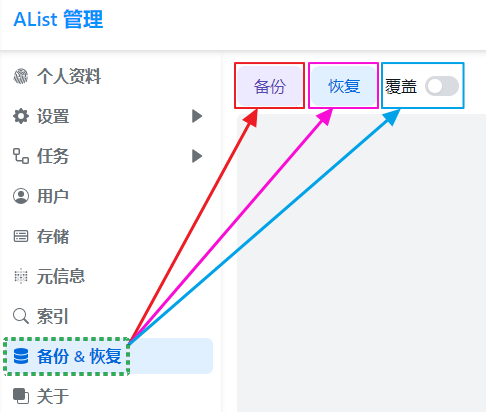 AList 管理
个人资料
设置
任务
用户
存储
元信息
索引
备份 & 恢复
关于
备份 恢复 覆盖